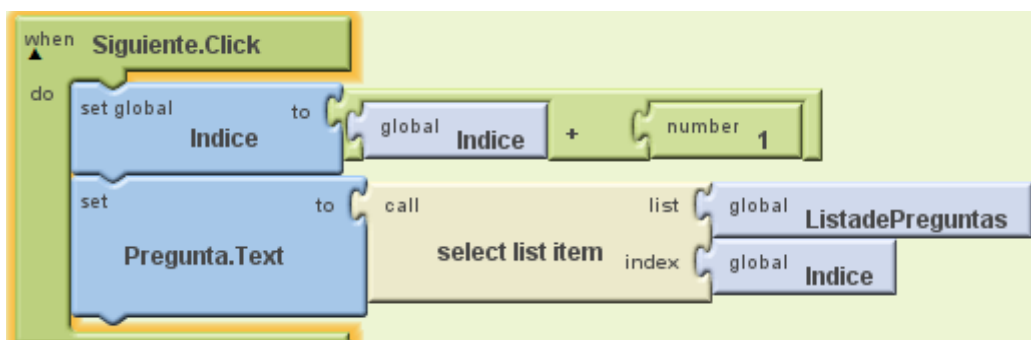 when Siguiente.Click
do
set global Indice to global Indice + number 1
set Pregunta.Text to call select list item list global ListadePreguntas
index global Indice